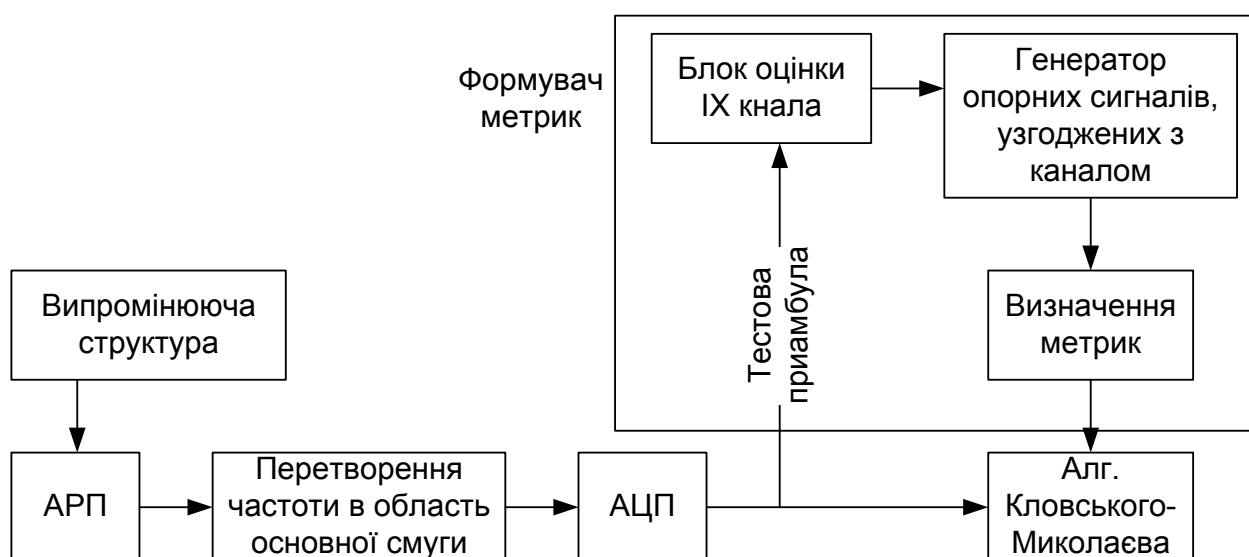 Формувач
метрик
Блок оцінки
ІХ кнала
Генератор
опорних сигналів,
узгоджених з
каналом
Тестова
приамбула
Випромінююча
структура
Визначення
метрик
АРП
Перетворення
частоти в область
основної смуги
АЦП
Алг.
Кловського-
Миколаєва